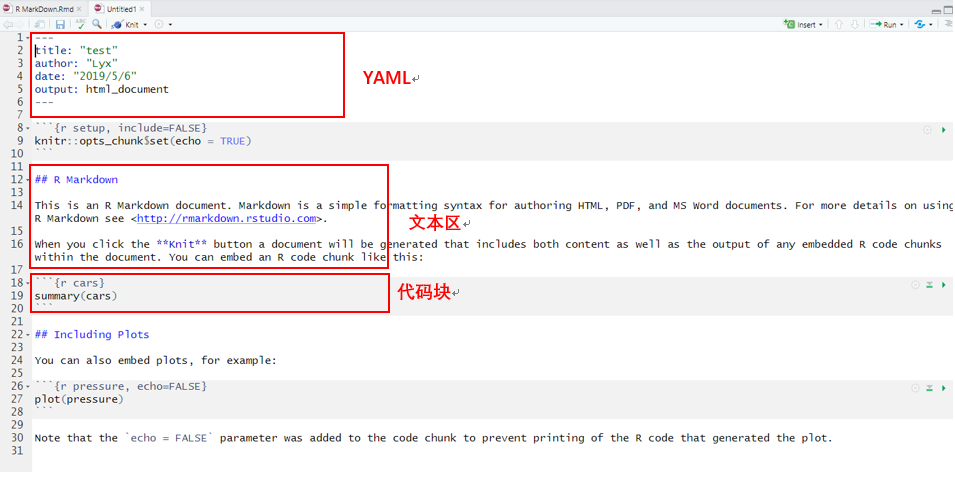 R MarkDown.Rmd × Untitled1 ×
ABC Knit Insert Run
1 ---
2 title: "test"
3 author: "Lyx"
4 date: "2019/5/6"
5 output: html_document
6 ---
YAML
7
8 ```{r setup, include=FALSE}
9 knitr::opts_chunk$set(echo = TRUE)
10 ```
11
12 ## R Markdown
13
14 This is an R Markdown document. Markdown is a simple formatting syntax for authoring HTML, PDF, and MS Word documents. For more details on using
R Markdown see <http://rmarkdown.rstudio.com>.
文本区
15
16 When you click the **Knit** button a document will be generated that includes both content as well as the output of any embedded R code chunks
within the document. You can embed an R code chunk like this:
17
18 ```{r cars}
19 summary(cars)
20 ```
代码块
21
22 ## Including Plots
23
24 You can also embed plots, for example:
25
26 ```{r pressure, echo=FALSE}
27 plot(pressure)
28 ```
29
30 Note that the `echo = FALSE` parameter was added to the code chunk to prevent printing of the R code that generated the plot.
31